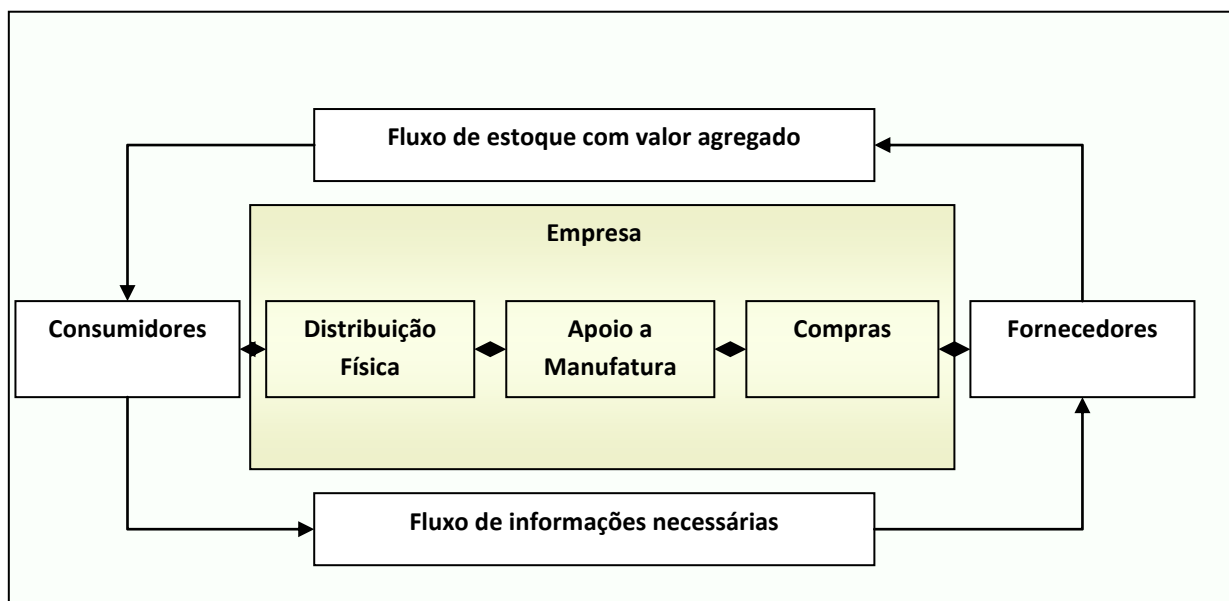 Fluxo de estoque com valor agregado
Empresa
Consumidores
Distribuição
Física
Apoio a
Manufatura
Compras
Fornecedores
Fluxo de informações necessárias